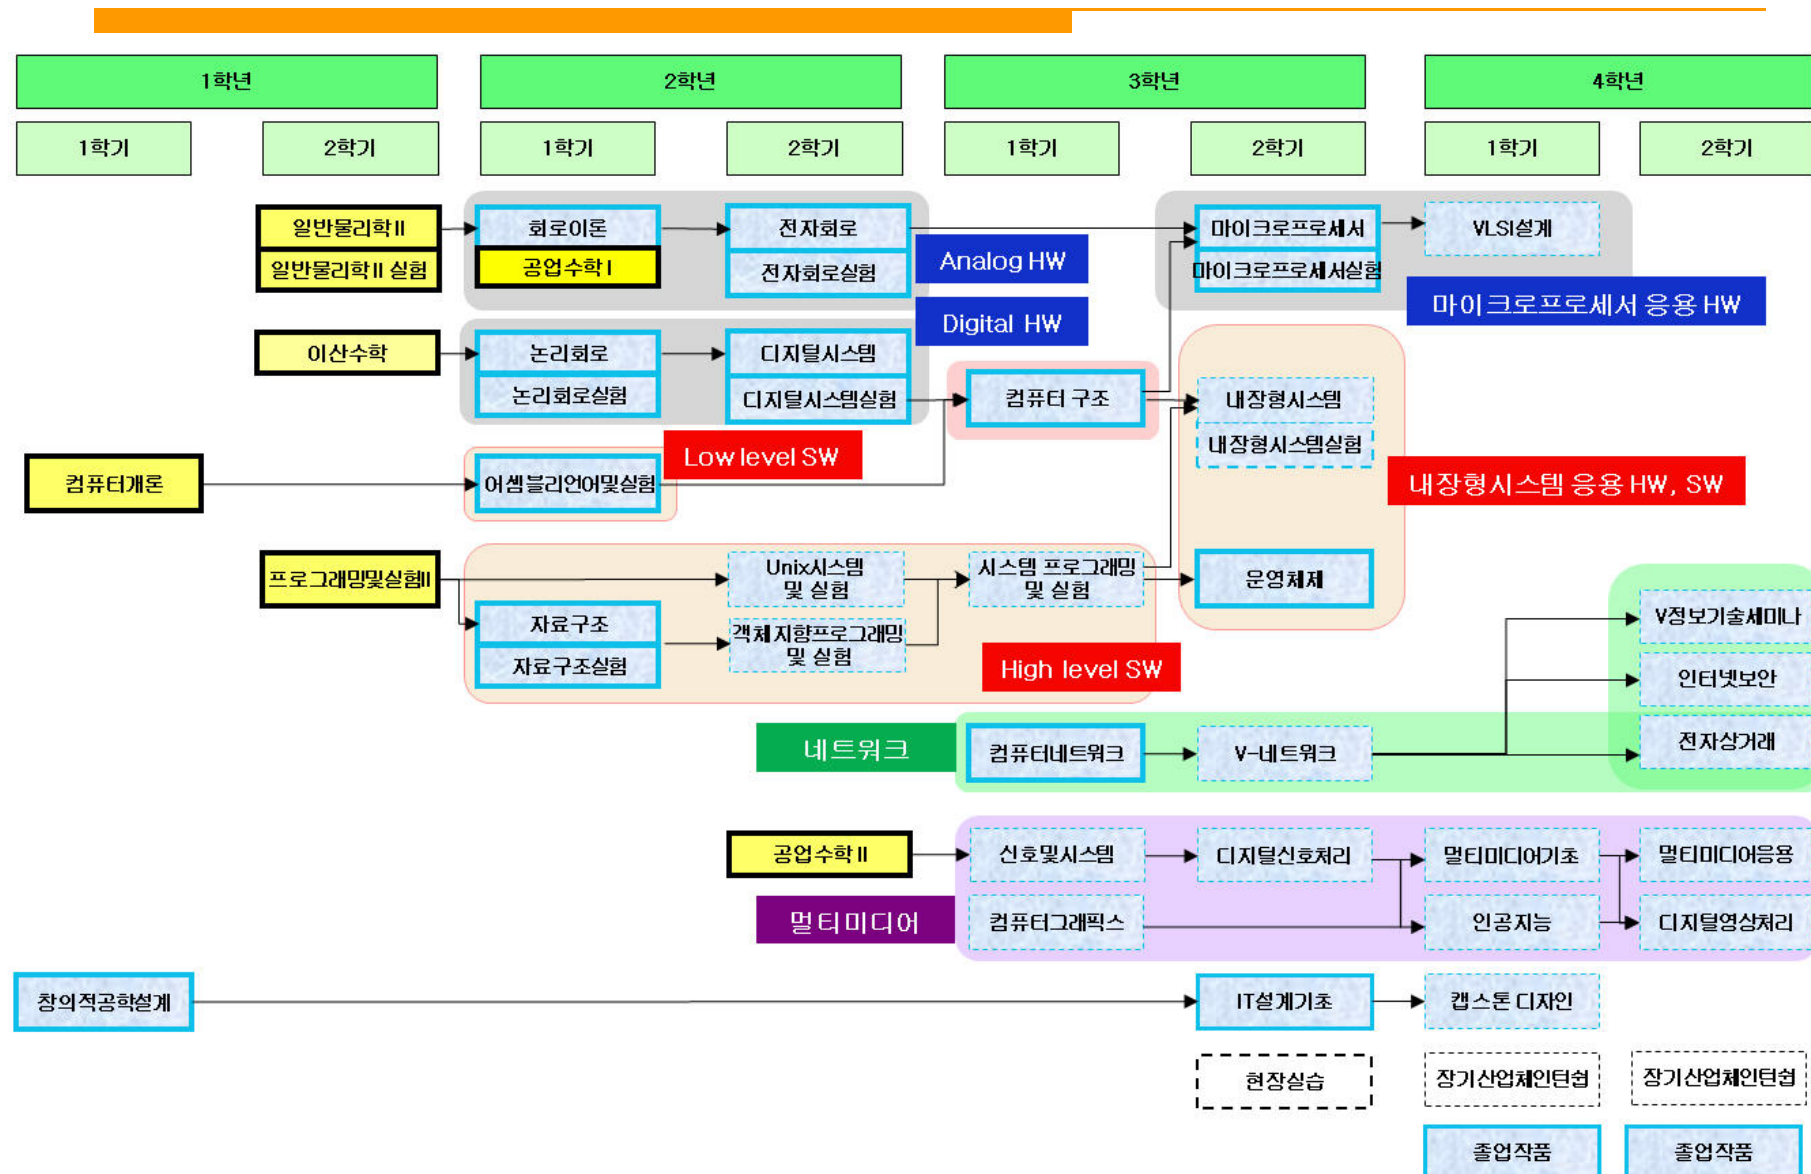 1학년
2학년
3학년
4학년
1학기
2학기
1학기
2학기
1학기
2학기
1학기
2학기
일반물리학Ⅱ
회로이론
전자회로
마이크로프로세서
VLSI설계
일반물리학Ⅱ 실험
공업수학Ⅰ
전자회로실험
Analog HW
마이크로프로세서실험
마이크로프로세서 응용 HW
Digital HW
이산수학
논리회로
디지털시스템
논리회로실험
디지털시스템실험
컴퓨터 구조
내장형시스템
내장형시스템실험
Low level SW
컴퓨터개론
어셈블리언어및실험
내장형시스템 응용 HW, SW
프로그래밍및실험Ⅱ
Unix시스템
및 실험
시스템 프로그래밍
및 실험
운영체제
자료구조
객체지향프로그래밍
및 실험
V정보기술세미나
자료구조실험
High level SW
인터넷보안
네트워크
컴퓨터네트워크
V-네트워크
전자상거래
공업수학Ⅱ
신호및시스템
디지털신호처리
멀티미디어기초
멀티미디어응용
멀티미디어
컴퓨터그래픽스
인공지능
디지털영상처리
창의적공학설계
IT설계기초
캡스톤 디자인
현장실습
장기산업체인턴쉽
장기산업체인턴쉽
졸업작품
졸업작품